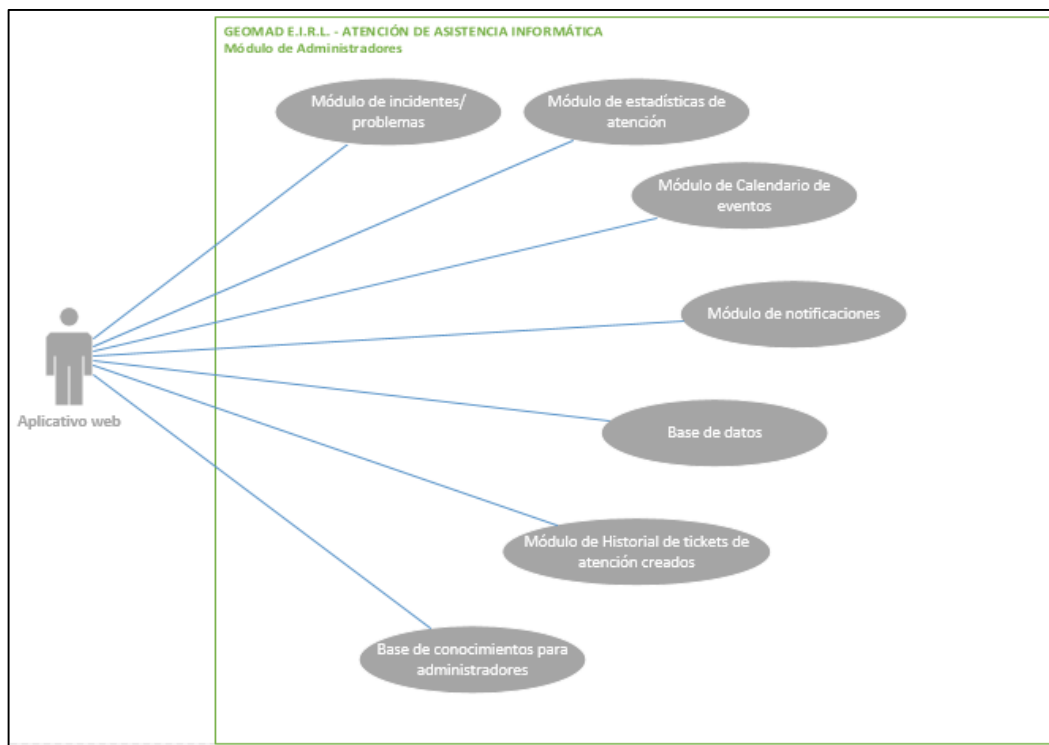 GEOMAD E.I.R.L. - ATENCIÓN DE ASISTENCIA INFORMÁTICA
Módulo de Administradores
Módulo de incidentes/
problemas
Módulo de estadísticas de
atención
Módulo de Calendario de
eventos
Módulo de notificaciones
Aplicativo web
Base de datos
Módulo de Historial de tickets de
atención creados
Base de conocimientos para
administradores